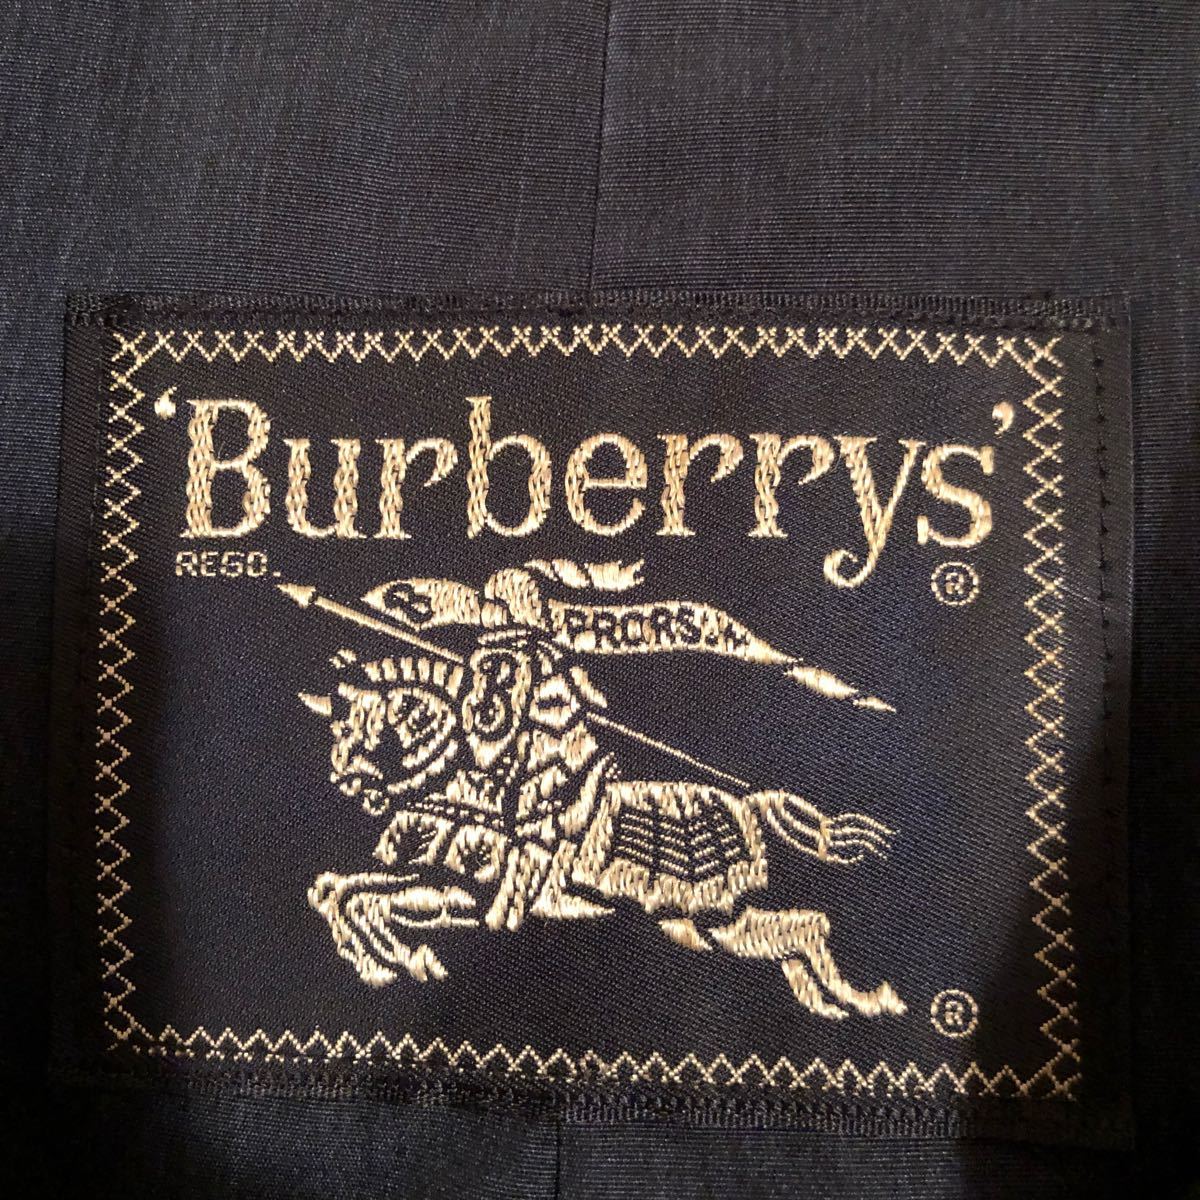 'Burberrys'
REGD.
®
PRORSUM
B
®